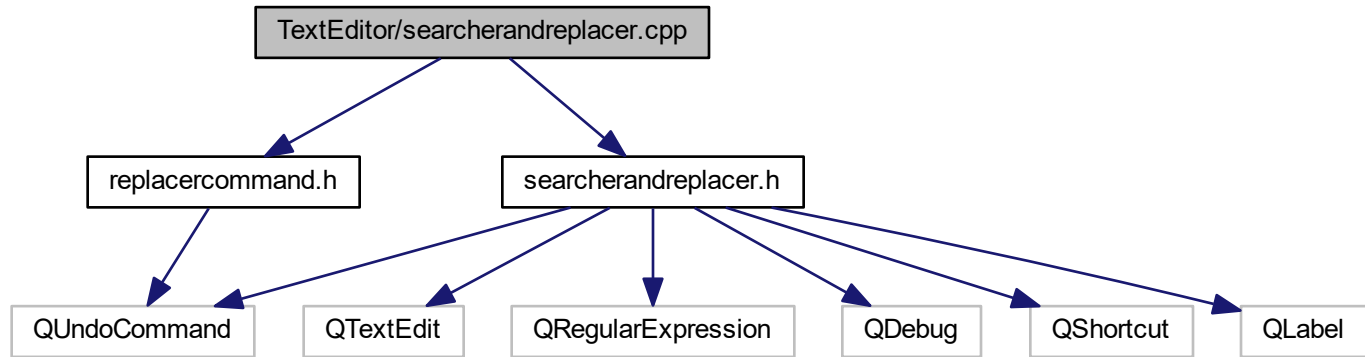 TextEditor/searcherandreplacer.cpp
replacercommand.h
searcherandreplacer.h
QUndoCommand
QTextEdit
QRegularExpression
QDebug
QShortcut
QLabel